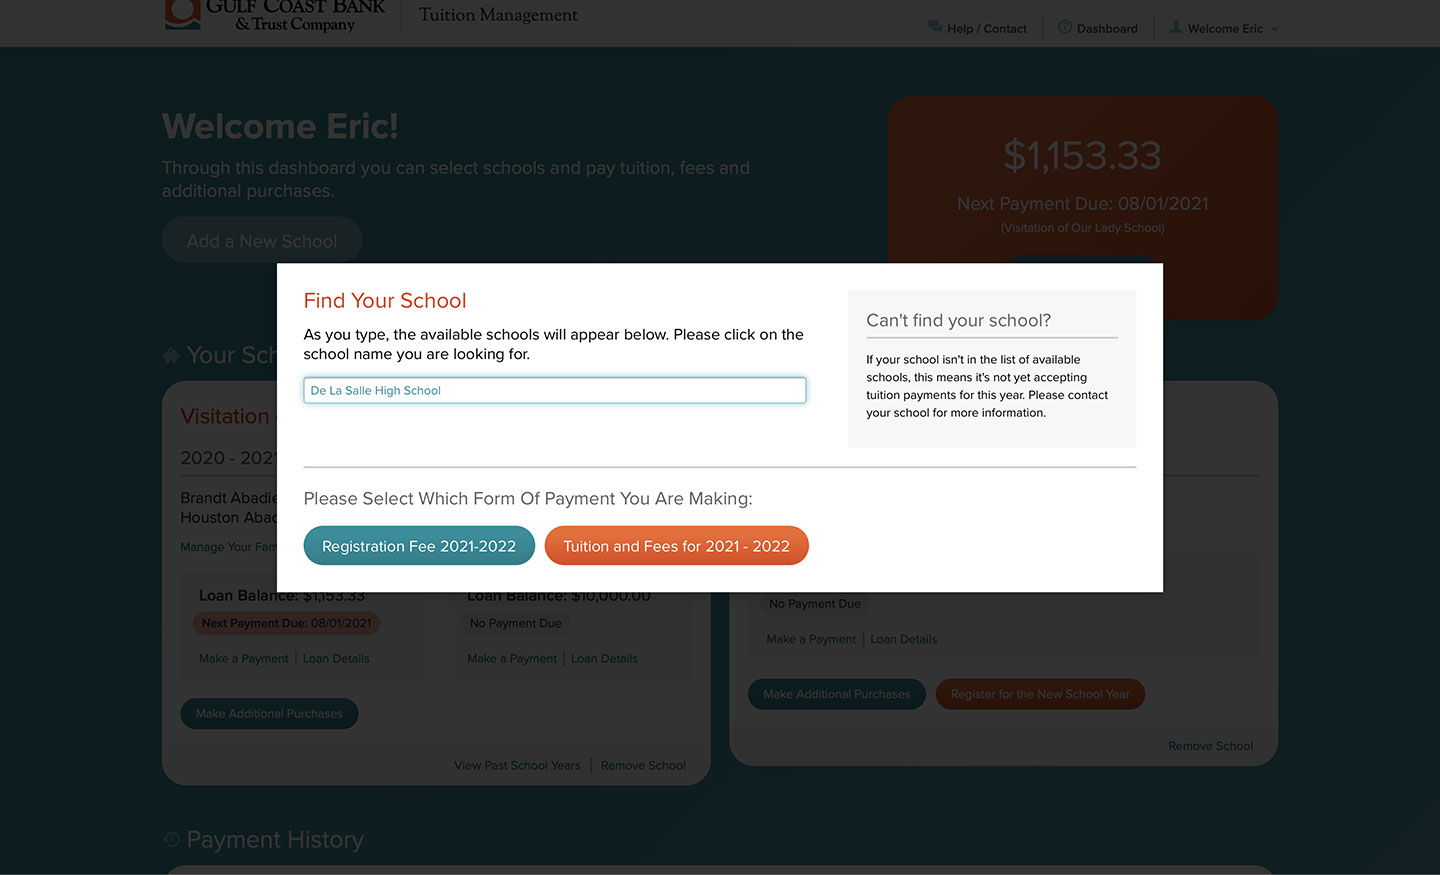 GULF COAST BANK
& Trust Company
Tuition Management
Help / Contact
Dashboard
Welcome Eric
Welcome Eric!
Through this dashboard you can select schools and pay tuition, fees and
additional purchases.
Add a New School
$1,153.33
Next Payment Due: 08/01/2021
(Visitation of Our Lady School)
Find Your School
As you type, the available schools will appear below. Please click on the
school name you are looking for.
De La Salle High School
Can't find your school?
If your school isn't in the list of available
schools, this means it's not yet accepting
tuition payments for this year. Please contact
your school for more information.
Please Select Which Form Of Payment You Are Making:
Registration Fee 2021-2022
Tuition and Fees for 2021 - 2022
Your Sch
Visitation
2020 - 2021
Brandt Abadie
Houston Abad
Manage Your Fam
Loan Balance: $1,153.33
Next Payment Due: 08/01/2021
Make a Payment | Loan Details
Loan Balance: $10,000.00
No Payment Due
Make a Payment | Loan Details
Make Additional Purchases
View Past School Years | Remove School
No Payment Due
Make a Payment | Loan Details
Make Additional Purchases
Register for the New School Year
Remove School
Payment History